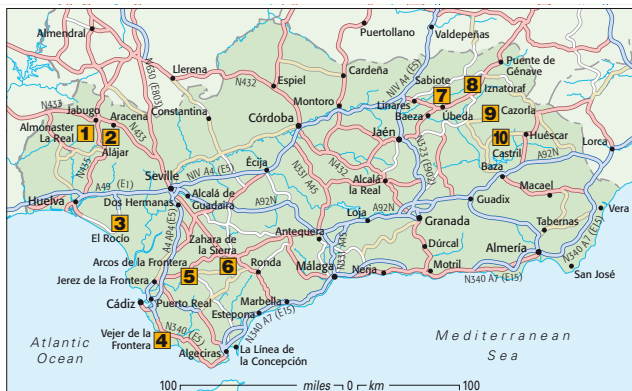 Almendral
Puertollano
Valdepeñas
N630 (E803)
Llerena
N432
Espiel
Cardeña
NIV A4 (E5)
Sabiote
8
Puente de
Génave
Iznatoraf
N433
Jabugo
Aracena
Constantina
Montoro
Linares
7
Baeza
Úbeda
9
Cazorla
Almonaster
La Real
1
2
N433
Alájar
Córdoba
Jaén
10
Huéscar
Castril
Lorca
N435
Écija
N331 A45
N432
N323 (E902)
A92N
Seville
NIV A4 (E5)
Alcalá
la Real
Baza
Macael
Huelva
A49 (E1)
Dos Hermanas
Alcalá de
Guadaira
A92N
Loja
A92N
Granada
Guadix
Vera
3
El Rocío
A4 AP4(E5)
Zahara de
la Sierra
Antequera
Tabernas
Arcos de la Frontera
6
Ronda
N331 A45
Dúrcal
Almería
N340 A7 (E15)
Jerez de la Frontera
5
Málaga
Nerja
Motril
N340 A7 (E15)
San José
Cádiz
Puerto Real
Marbella
Estepona
N340 A7 (E15)
Vejer de la
Frontera
4
N340 (E5)
Algeciras
La Línea de
la Concepción
Atlantic
Ocean
Mediterranean
Sea
100 miles 0 km 100